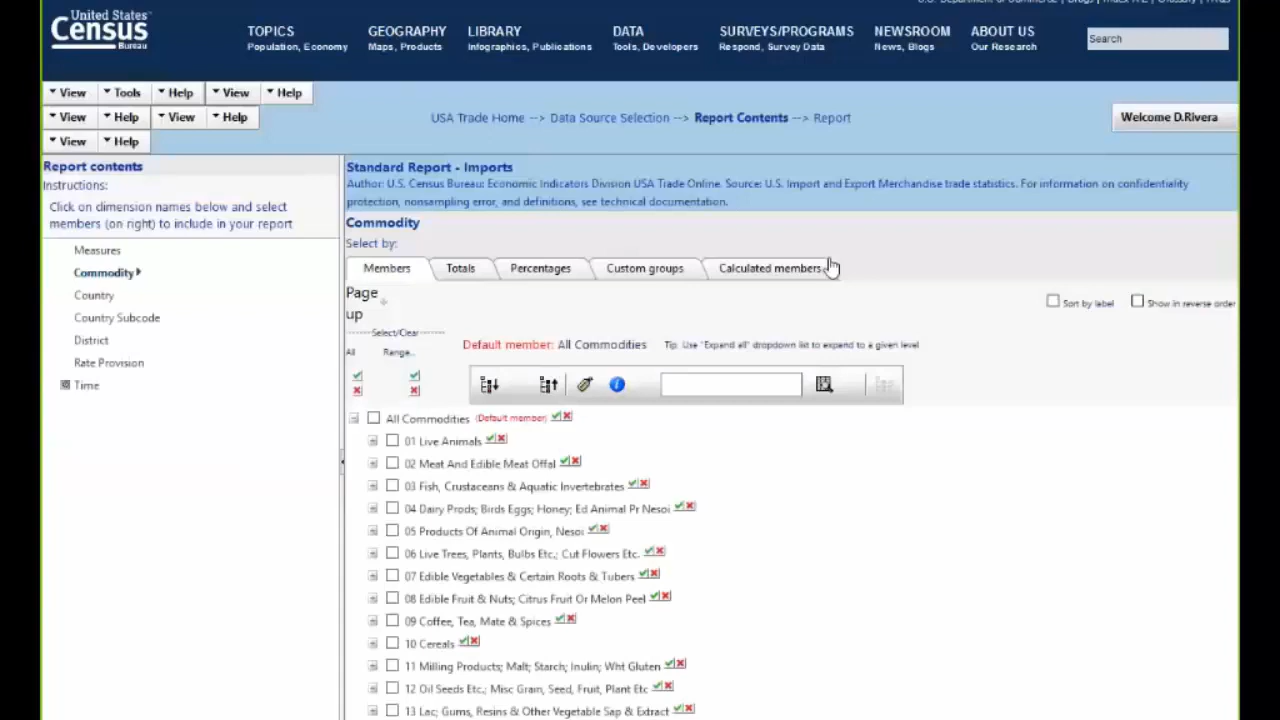 U.S. Department of Commerce | Blogs | Index A-Z | Glossary | FAQs
United States
Census
Bureau
TOPICS
Population, Economy
GEOGRAPHY
Maps, Products
LIBRARY
Infographics, Publications
DATA
Tools, Developers
SURVEYS/PROGRAMS
Respond, Survey Data
NEWSROOM
News, Blogs
ABOUT US
Our Research
Search
View Tools Help View Help
View Help View Help
View Help
USA Trade Home --> Data Source Selection --> Report Contents --> Report
Welcome D.Rivera
Report contents
Instructions:
Click on dimension names below and select
members (on right) to include in your report
Measures
Commodity
Country
Country Subcode
District
Rate Provision
Time
Standard Report - Imports
Author: U.S. Census Bureau: Economic Indicators Division USA Trade Online. Source: U.S. Import and Export Merchandise trade statistics. For information on confidentiality
protection, nonsampling error, and definitions, see technical documentation.
Commodity
Select by:
Members Totals Percentages Custom groups Calculated members
Page
up
Sort by label Show in reverse order
-------Select/Clear-------
All Range...
Default member: All Commodities Tip: Use "Expand all" dropdown list to expand to a given level
All Commodities (Default member)
01 Live Animals
02 Meat And Edible Meat Offal
03 Fish, Crustaceans & Aquatic Invertebrates
04 Dairy Prods; Birds Eggs; Honey; Ed Animal Pr Nesoi
05 Products Of Animal Origin, Nesoi
06 Live Trees, Plants, Bulbs Etc.; Cut Flowers Etc.
07 Edible Vegetables & Certain Roots & Tubers
08 Edible Fruit & Nuts; Citrus Fruit Or Melon Peel
09 Coffee, Tea, Mate & Spices
10 Cereals
11 Milling Products; Malt; Starch; Inulin; Wht Gluten
12 Oil Seeds Etc.; Misc Grain, Seed, Fruit, Plant Etc
13 Lac; Gums, Resins & Other Vegetable Sap & Extract